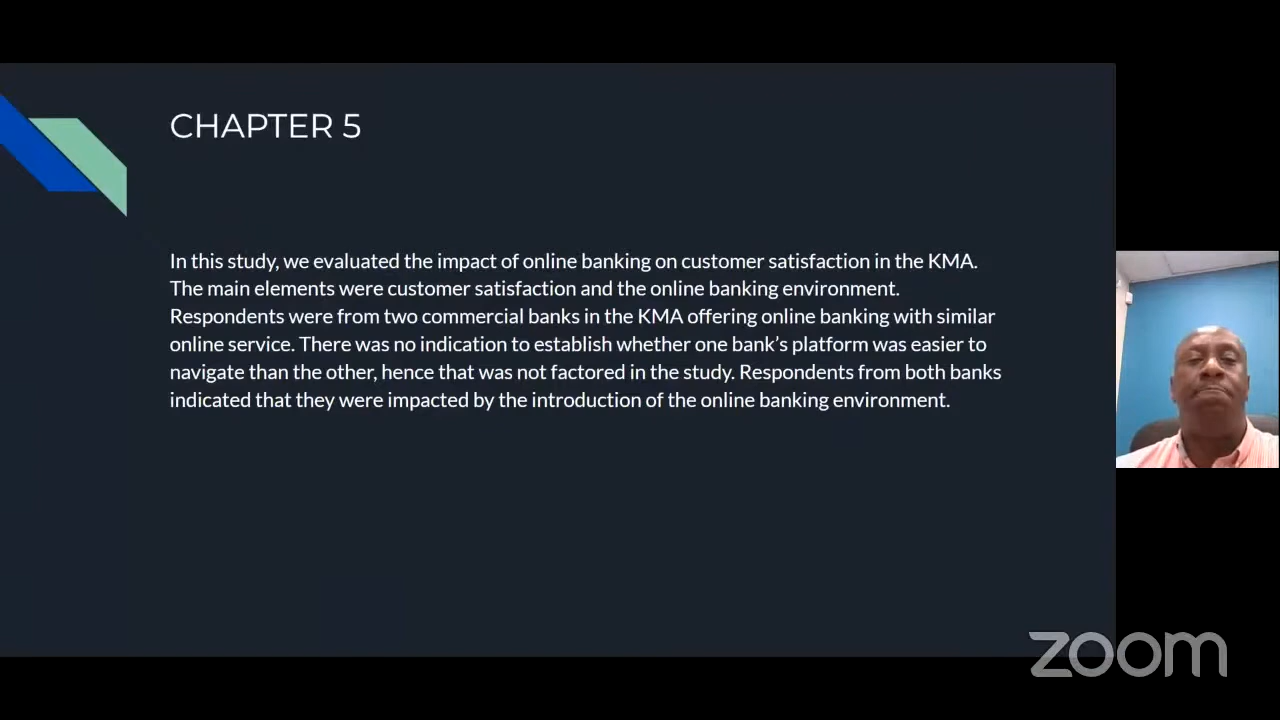 CHAPTER 5
In this study, we evaluated the impact of online banking on customer satisfaction in the KMA.
The main elements were customer satisfaction and the online banking environment.
Respondents were from two commercial banks in the KMA offering online banking with similar
online service. There was no indication to establish whether one bank’s platform was easier to
navigate than the other, hence that was not factored in the study. Respondents from both banks
indicated that they were impacted by the introduction of the online banking environment.
zoom